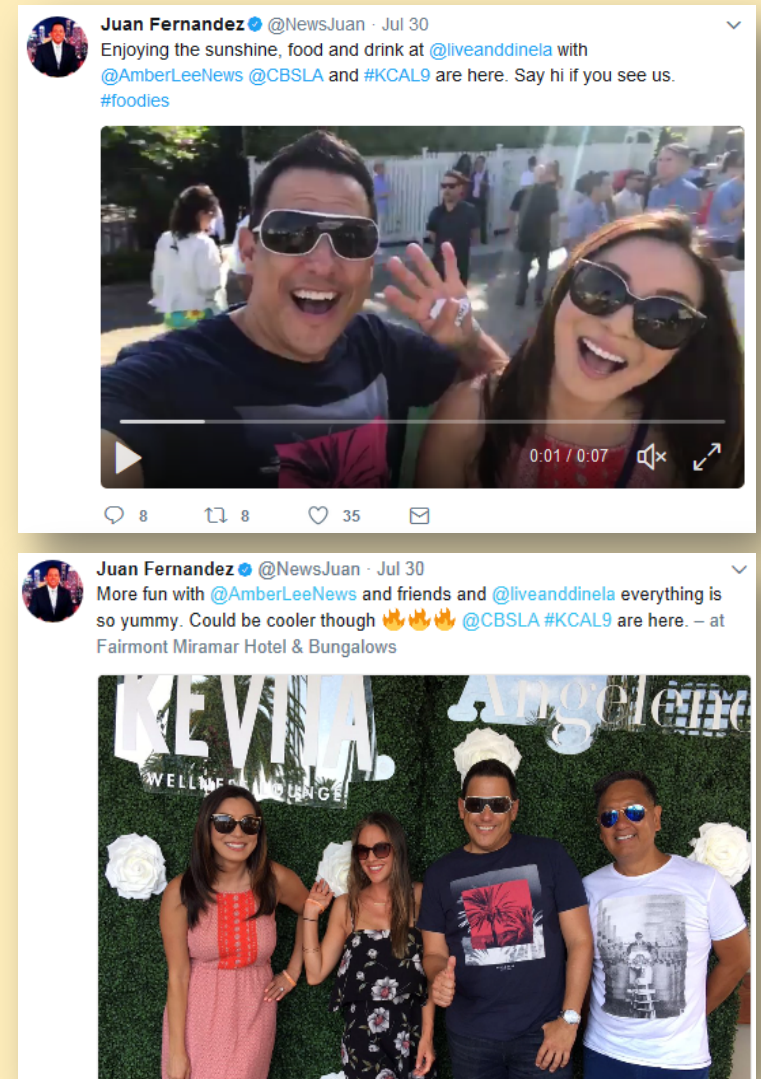 Juan Fernandez @NewsJuan · Jul 30
Enjoying the sunshine, food and drink at @liveanddinela with
@AmberLeeNews @CBSLA and #KCAL9 are here. Say hi if you see us.
#foodies
0:01 / 0:07
8 8 35
Juan Fernandez @NewsJuan · Jul 30
More fun with @AmberLeeNews and friends and @liveanddinela everything is
so yummy. Could be cooler though 🔥🔥🔥 @CBSLA #KCAL9 are here. – at
Fairmont Miramar Hotel & Bungalows
KEVITA Angeleno
WELLNESS LOUNGE